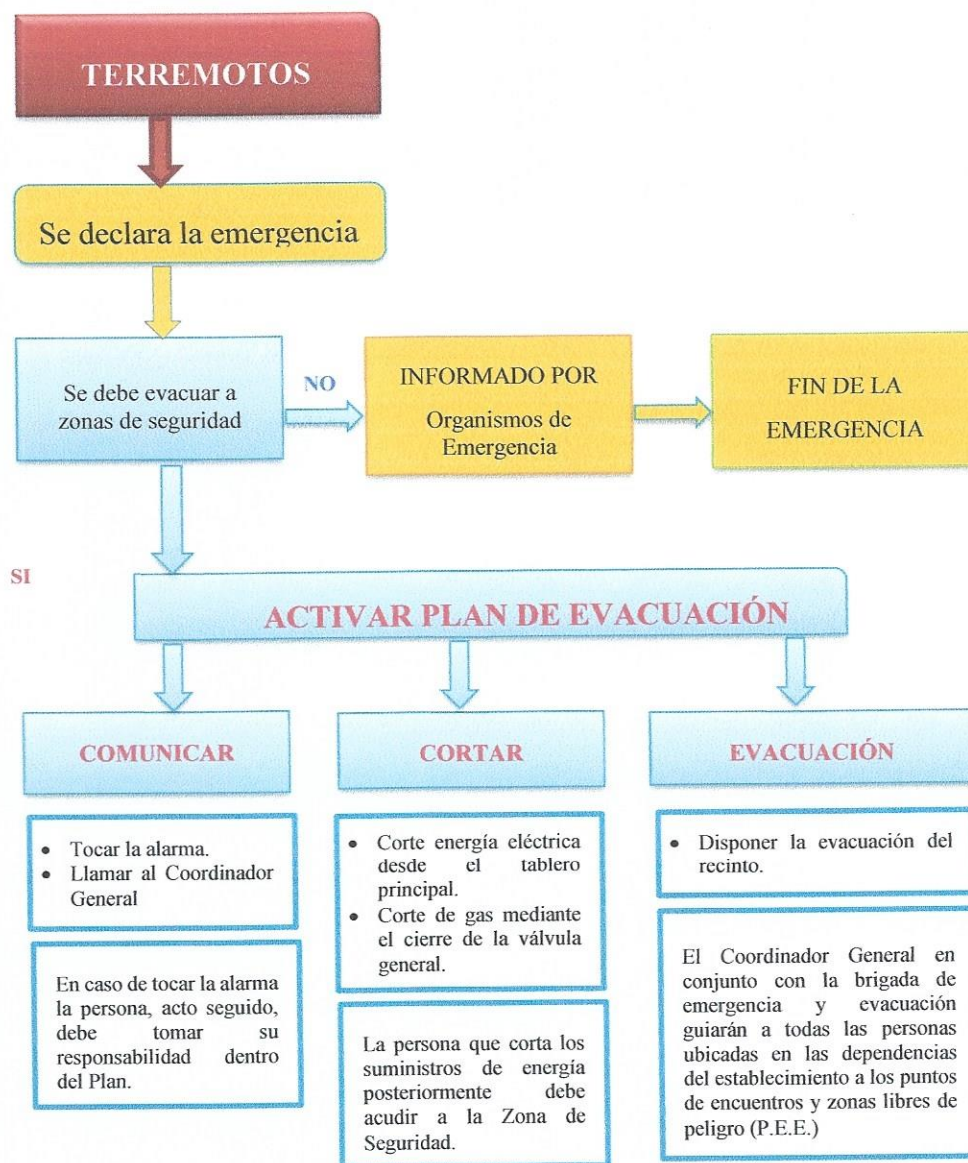 TERREMOTOS
Se declara la emergencia
Se debe evacuar a
zonas de seguridad
NO
INFORMADO POR
Organismos de
Emergencia
FIN DE LA
EMERGENCIA
SI
ACTIVAR PLAN DE EVACUACIÓN
COMUNICAR
• Tocar la alarma.
• Llamar al Coordinador
General
En caso de tocar la alarma
la persona, acto seguido,
debe tomar su
responsabilidad dentro
del Plan.
CORTAR
• Corte energía eléctrica
desde el tablero
principal.
• Corte de gas mediante
el cierre de la válvula
general.
La persona que corta los
suministros de energía
posteriormente debe
acudir a la Zona de
Seguridad.
EVACUACIÓN
• Disponer la evacuación del
recinto.
El Coordinador General en
conjunto con la brigada de
emergencia y evacuación
guiarán a todas las personas
ubicadas en las dependencias
del establecimiento a los puntos
de encuentros y zonas libres de
peligro (P.E.E.)